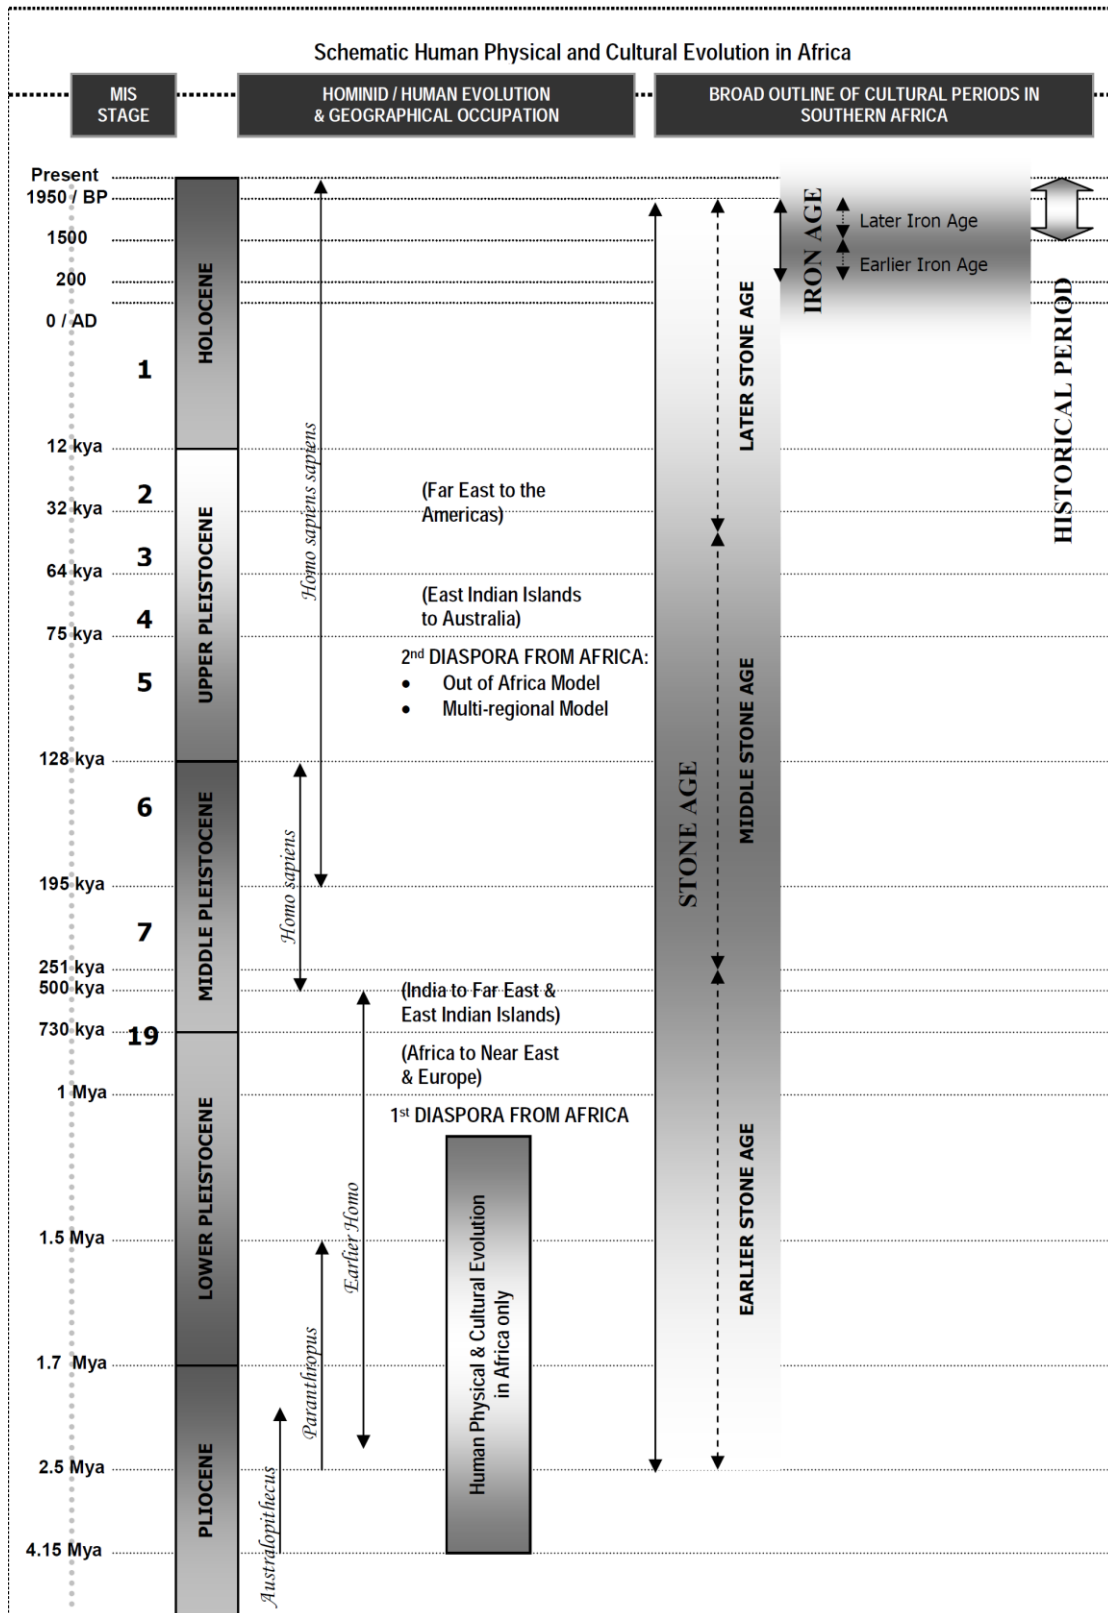 Schematic Human Physical and Cultural Evolution in Africa
MIS
STAGE
HOMINID / HUMAN EVOLUTION
& GEOGRAPHICAL OCCUPATION
BROAD OUTLINE OF CULTURAL PERIODS IN
SOUTHERN AFRICA
Present
1950 / BP
1500
200
0 / AD
12 kya
32 kya
64 kya
75 kya
128 kya
195 kya
251 kya
500 kya
730 kya
1 Mya
1.5 Mya
1.7 Mya
2.5 Mya
4.15 Mya
1
2
3
4
5
6
7
19
HOLOCENE
UPPER PLEISTOCENE
MIDDLE PLEISTOCENE
LOWER PLEISTOCENE
PLIOCENE
Homo sapiens sapiens
Homo sapiens
Earlier Homo
Paranthropus
Australopithecus
(Far East to the
Americas)
(East Indian Islands
to Australia)
2nd DIASPORA FROM AFRICA:
• Out of Africa Model
• Multi-regional Model
(India to Far East &
East Indian Islands)
(Africa to Near East
& Europe)
1st DIASPORA FROM AFRICA
Human Physical & Cultural Evolution
in Africa only
STONE AGE
LATER STONE AGE
MIDDLE STONE AGE
EARLIER STONE AGE
IRON AGE
Later Iron Age
Earlier Iron Age
HISTORICAL PERIOD